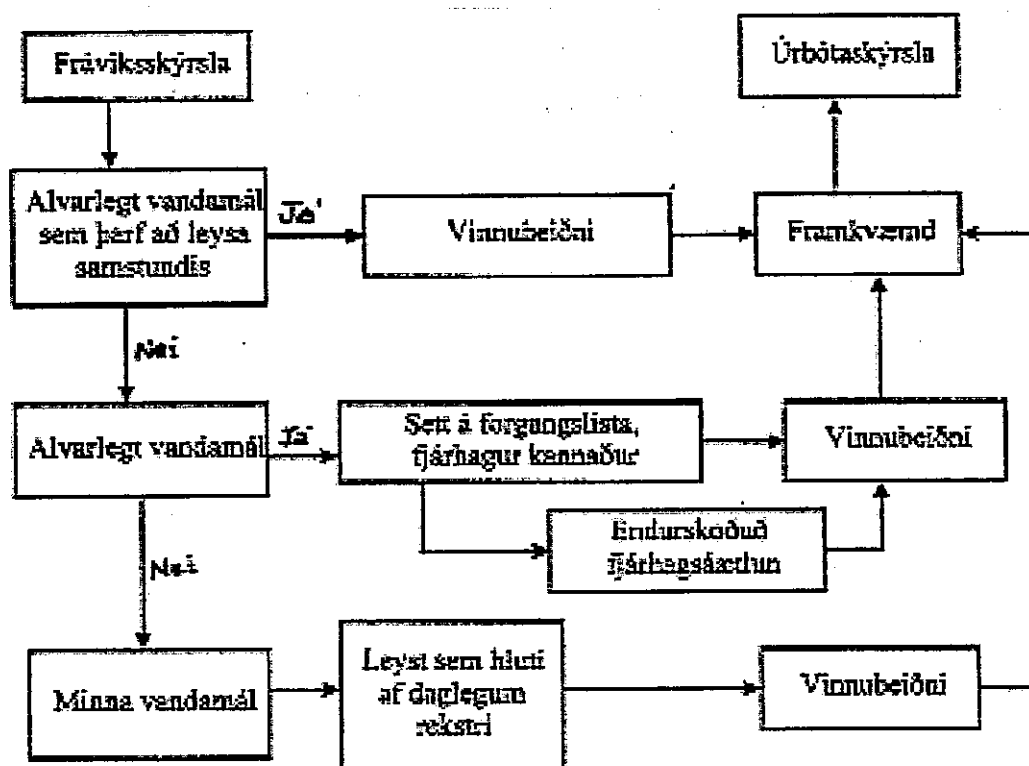 Fráviksskýrsla
Úrbótaskýrsla
Alvarlegt vandamál
sem þarf að leysa
samstundis
Já
Vinnubeiðni
Framkvæmd
Nei
Alvarlegt vandamál
Já
Sett á forgangslista,
fjárhagur kannaður
Vinnubeiðni
Endurskoðuð
fjárhagsáætlun
Nei
Minna vandamál
Leyst sem hluti
af daglegum
rekstri
Vinnubeiðni